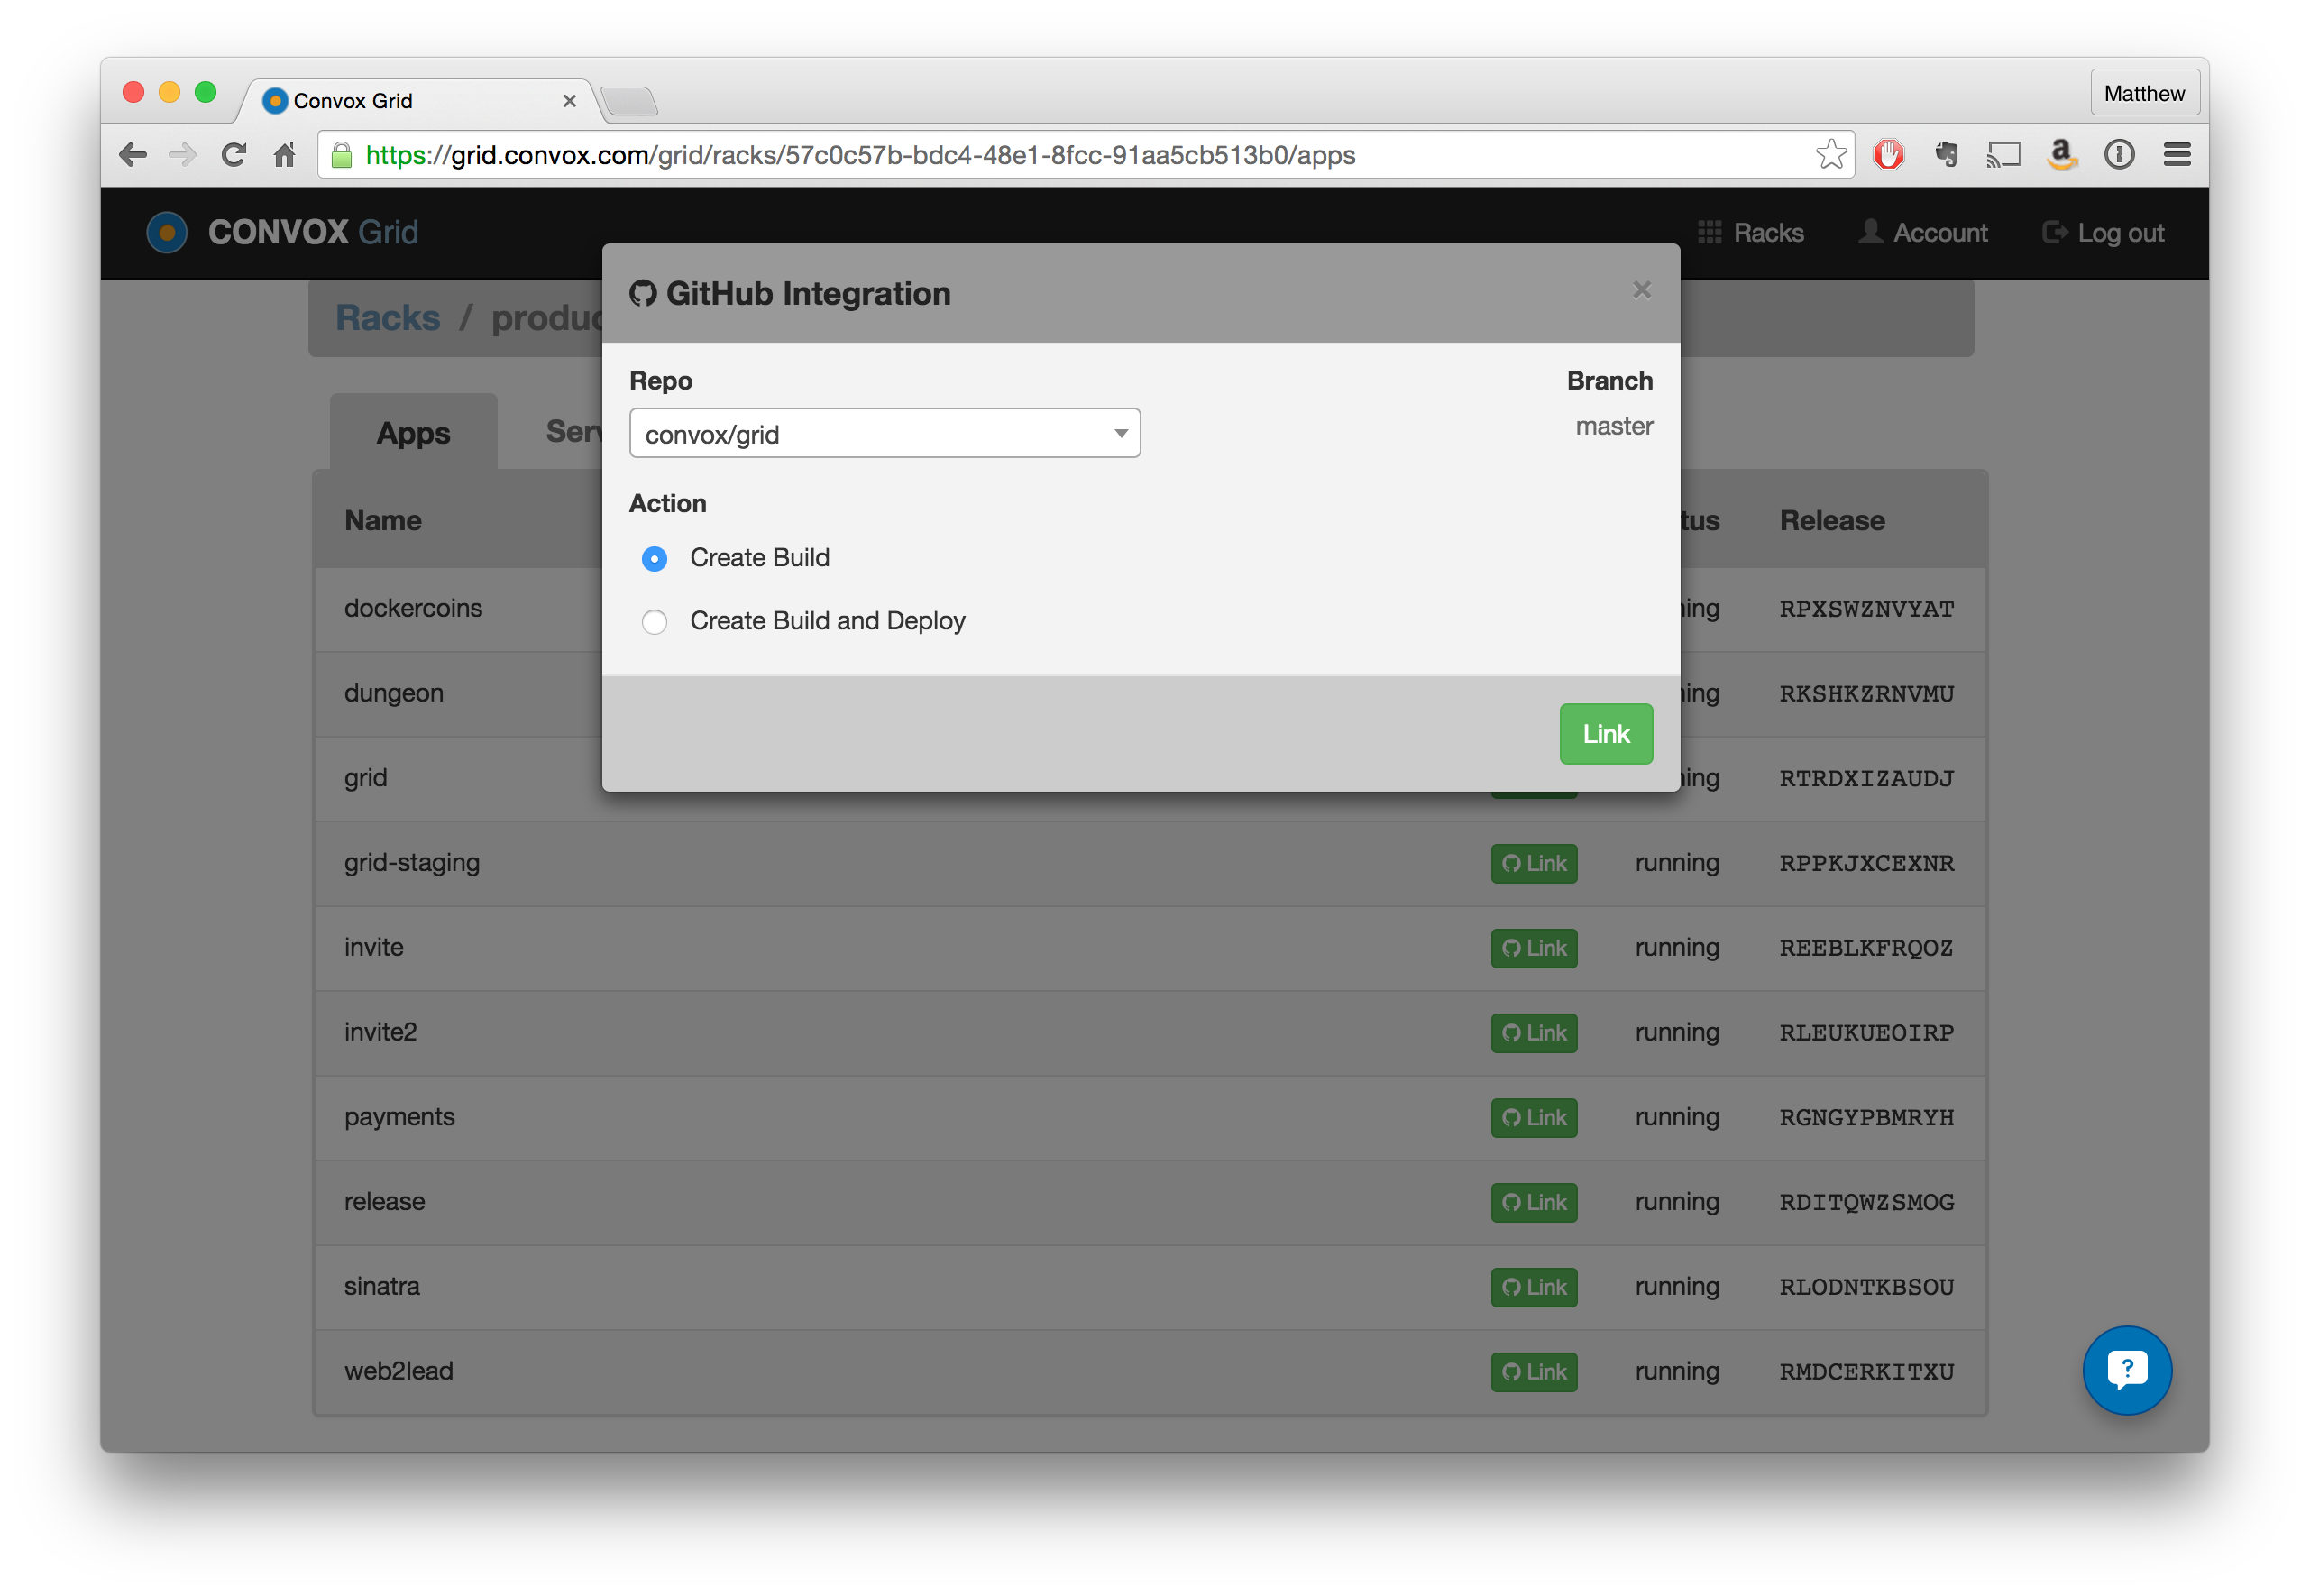 Convox Grid
Matthew
https://grid.convox.com/grid/racks/57c0c57b-bdc4-48e1-8fcc-91aa5cb513b0/apps
CONVOX Grid
Racks
Account
Log out
GitHub Integration
Racks / produc
Repo
Branch
convox/grid
master
Apps
Serv
Action
Name
tus
Release
Create Build
dockercoins
ning
RPXSWZNVYAT
Create Build and Deploy
dungeon
ning
RKSHKZRNVMU
Link
grid
ning
RTRDXIZAUDJ
grid-staging
Link
running
RPPKJXCEXNR
invite
Link
running
REEBLKFRQOZ
invite2
Link
running
RLEUKUEOIRP
payments
Link
running
RGNGYPBMRYH
release
Link
running
RDITQWZSMOG
sinatra
Link
running
RLODNTKBSOU
web2lead
Link
running
RMDCERKITXU